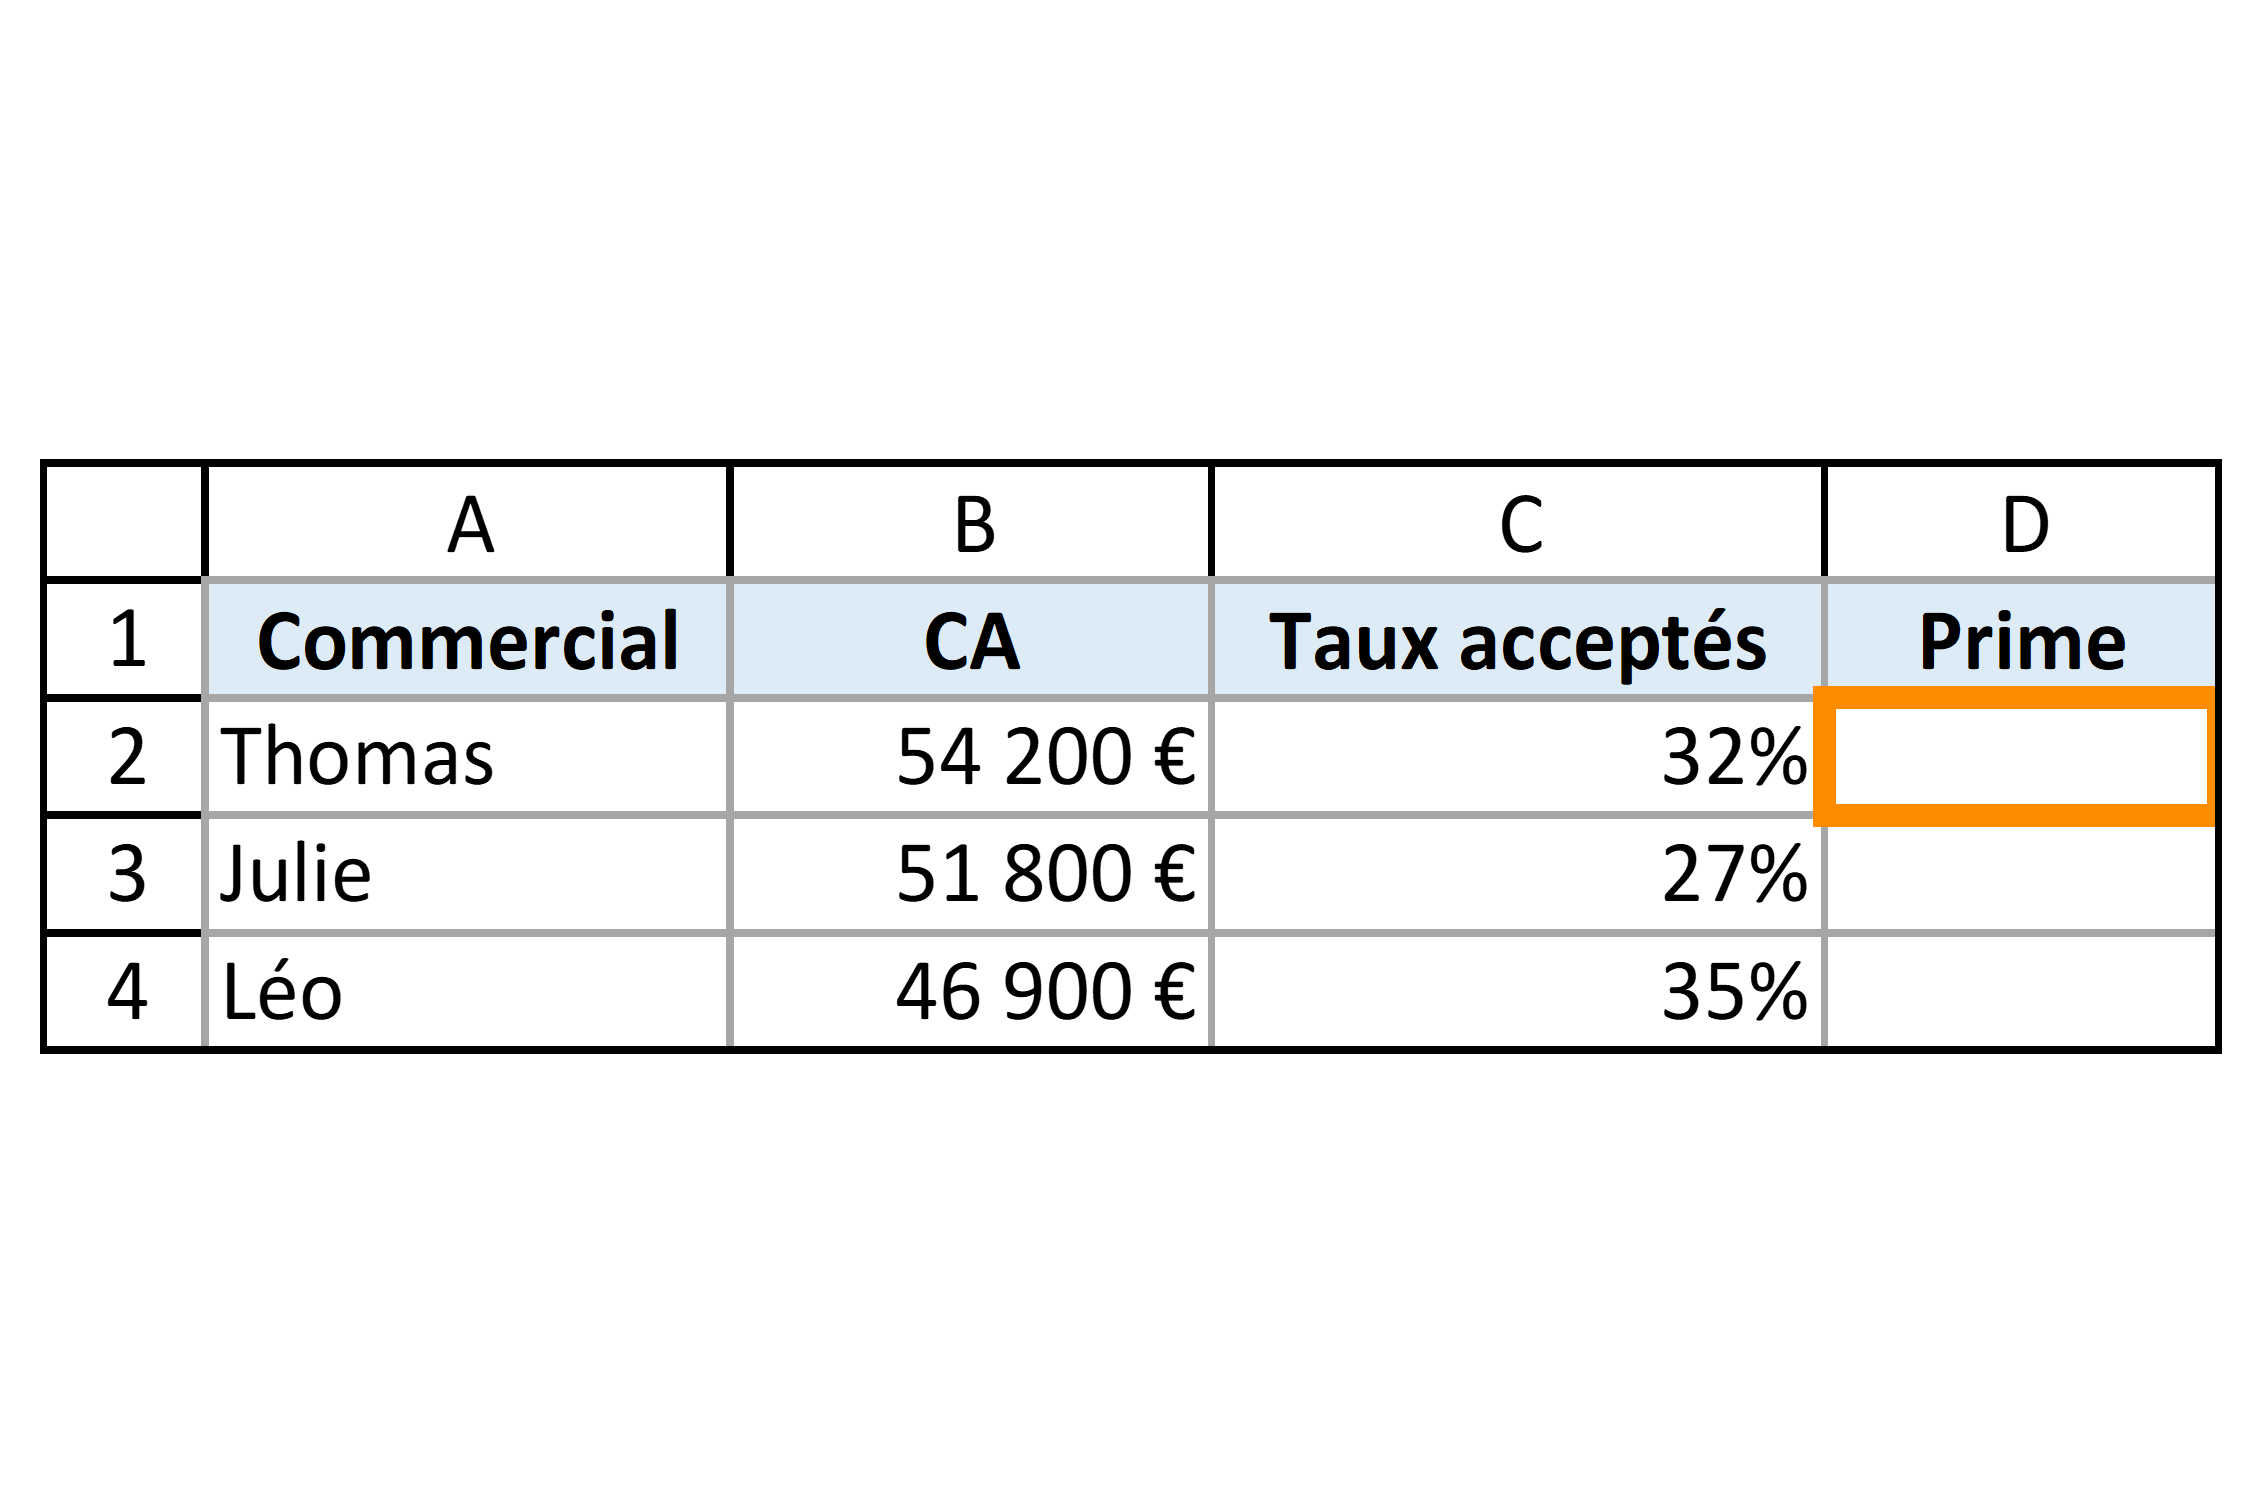 A B C D
1 Commercial CA Taux acceptés Prime
2 Thomas 54 200 € 32%
3 Julie 51 800 € 27%
4 Léo 46 900 € 35%